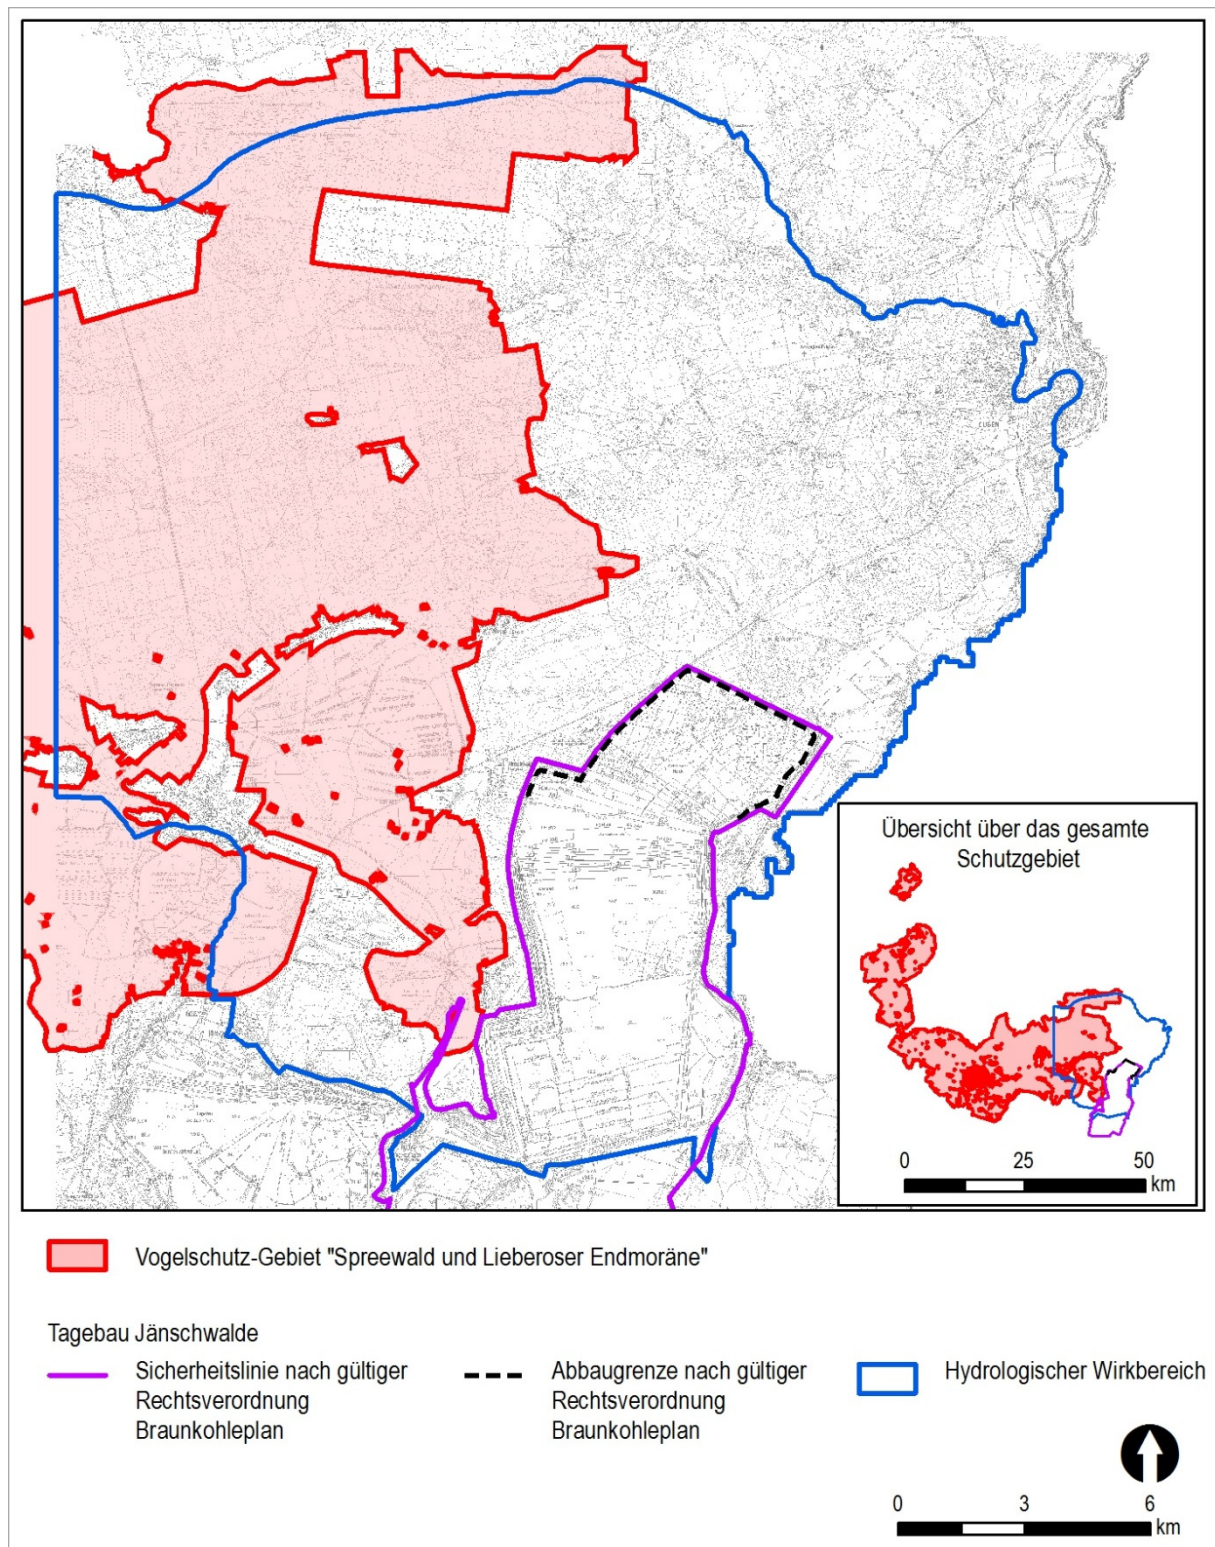 Übersicht über das gesamte
Schutzgebiet
0 25 50
km
Vogelschutz-Gebiet "Spreewald und Lieberoser Endmoräne"
Tagebau Jänschwalde
Sicherheitslinie nach gültiger
Rechtsverordnung
Braunkohleplan
Abbaugrenze nach gültiger
Rechtsverordnung
Braunkohleplan
Hydrologischer Wirkbereich
0 3 6
km